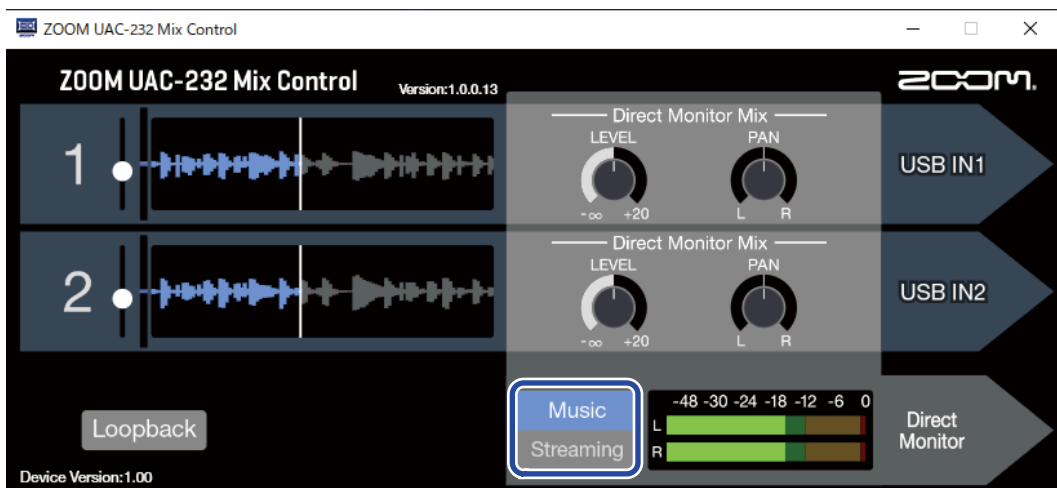 ZOOM UAC-232 Mix Control
ZOOM UAC-232 Mix Control
Version:1.0.0.13
ZOOM
1
Direct Monitor Mix
LEVEL
PAN
-∞ +20
L R
USB IN1
2
Direct Monitor Mix
LEVEL
PAN
-∞ +20
L R
USB IN2
Loopback
Music
Streaming
-48 -30 -24 -18 -12 -6 0
L
R
Direct
Monitor
Device Version:1.00